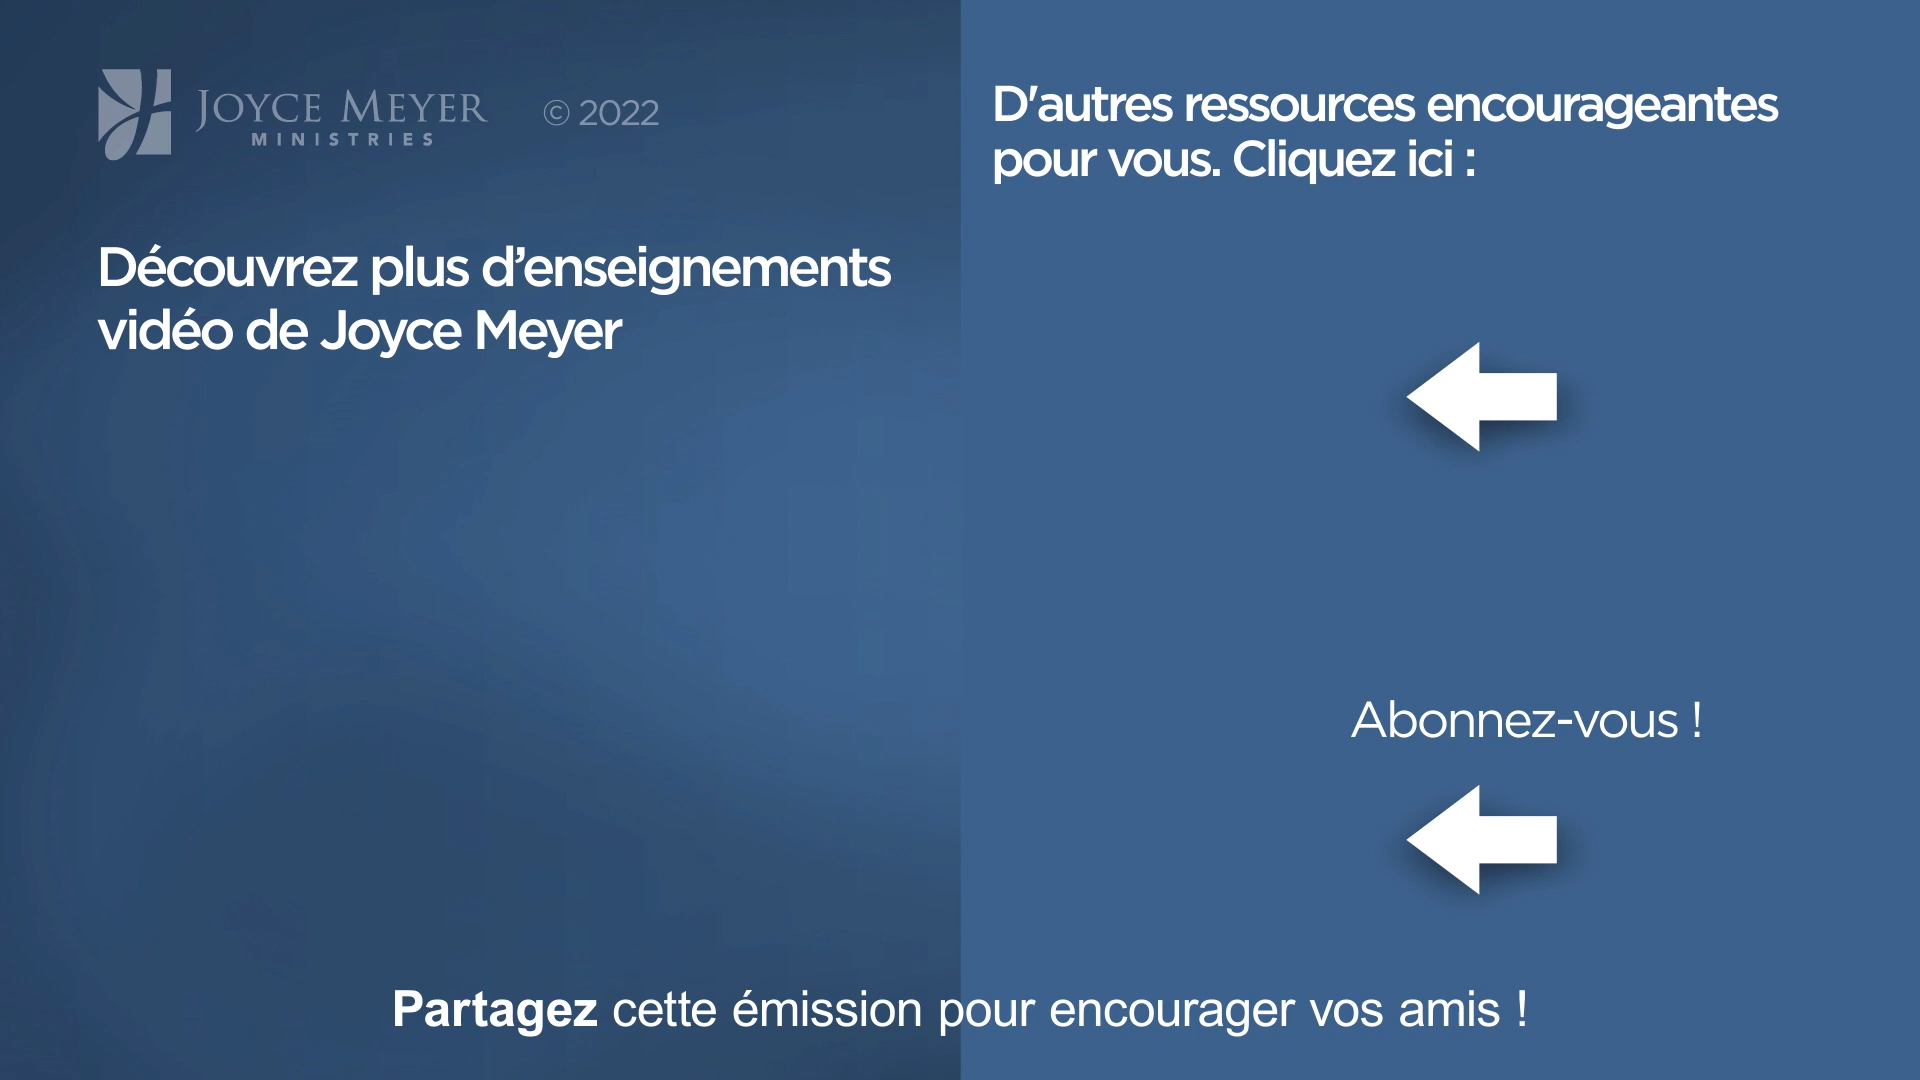 JOYCE MEYER
MINISTRIES
© 2022
Découvrez plus d’enseignements
vidéo de Joyce Meyer
D'autres ressources encourageantes
pour vous. Cliquez ici :
Abonnez-vous !
Partagez cette émission pour encourager vos amis !